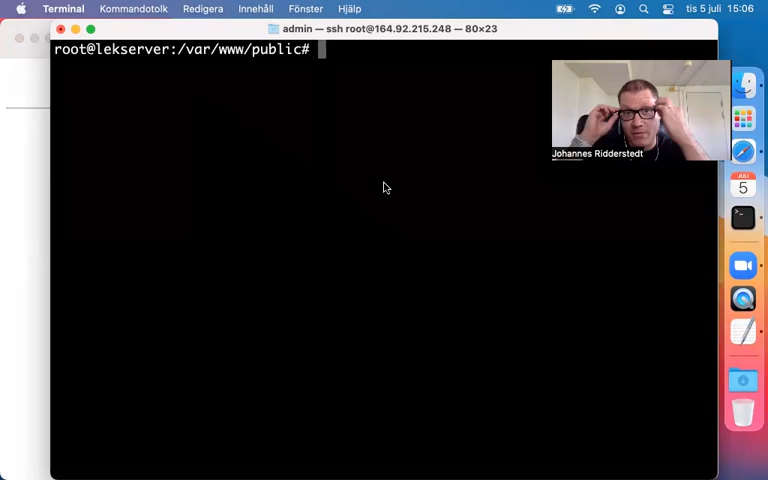 Terminal Kommandotolk Redigera Innehåll Fönster Hjälp tis 5 juli 15:06
admin — ssh root@164.92.215.248 — 80×23
root@lekserver:/var/www/public#
Johannes Ridderstedt
JULI
5